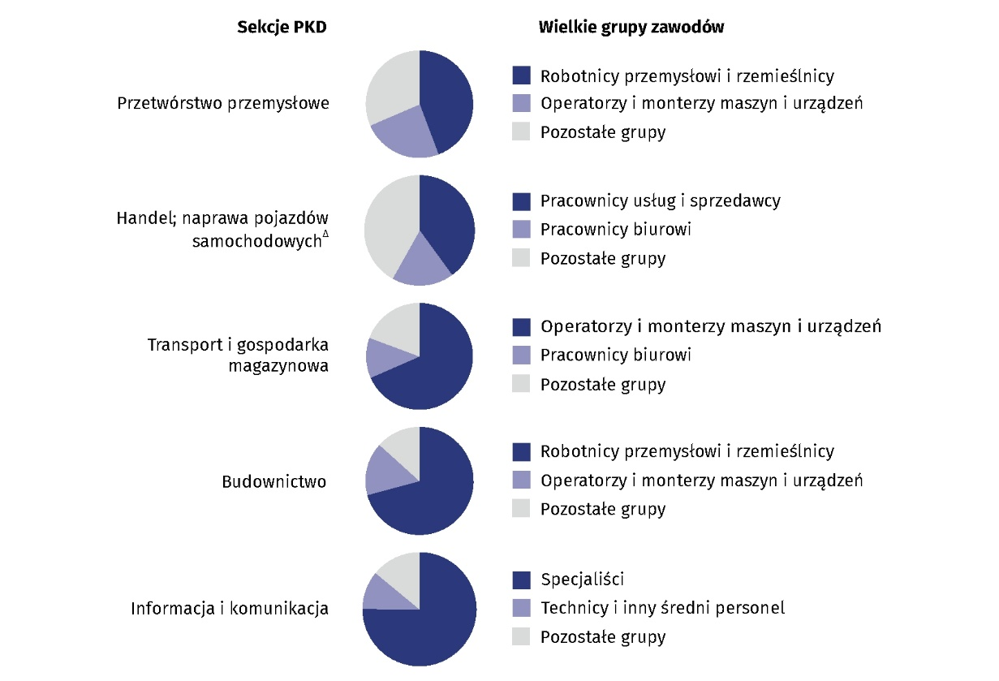 Sekcje PKD
Wielkie grupy zawodów
Przetwórstwo przemysłowe
Robotnicy przemysłowi i rzemieślnicy
Operatorzy i monterzy maszyn i urządzeń
Pozostałe grupy
Handel; naprawa pojazdów
samochodowychᐞ
Pracownicy usług i sprzedawcy
Pracownicy biurowi
Pozostałe grupy
Transport i gospodarka
magazynowa
Operatorzy i monterzy maszyn i urządzeń
Pracownicy biurowi
Pozostałe grupy
Budownictwo
Robotnicy przemysłowi i rzemieślnicy
Operatorzy i monterzy maszyn i urządzeń
Pozostałe grupy
Informacja i komunikacja
Specjaliści
Technicy i inny średni personel
Pozostałe grupy